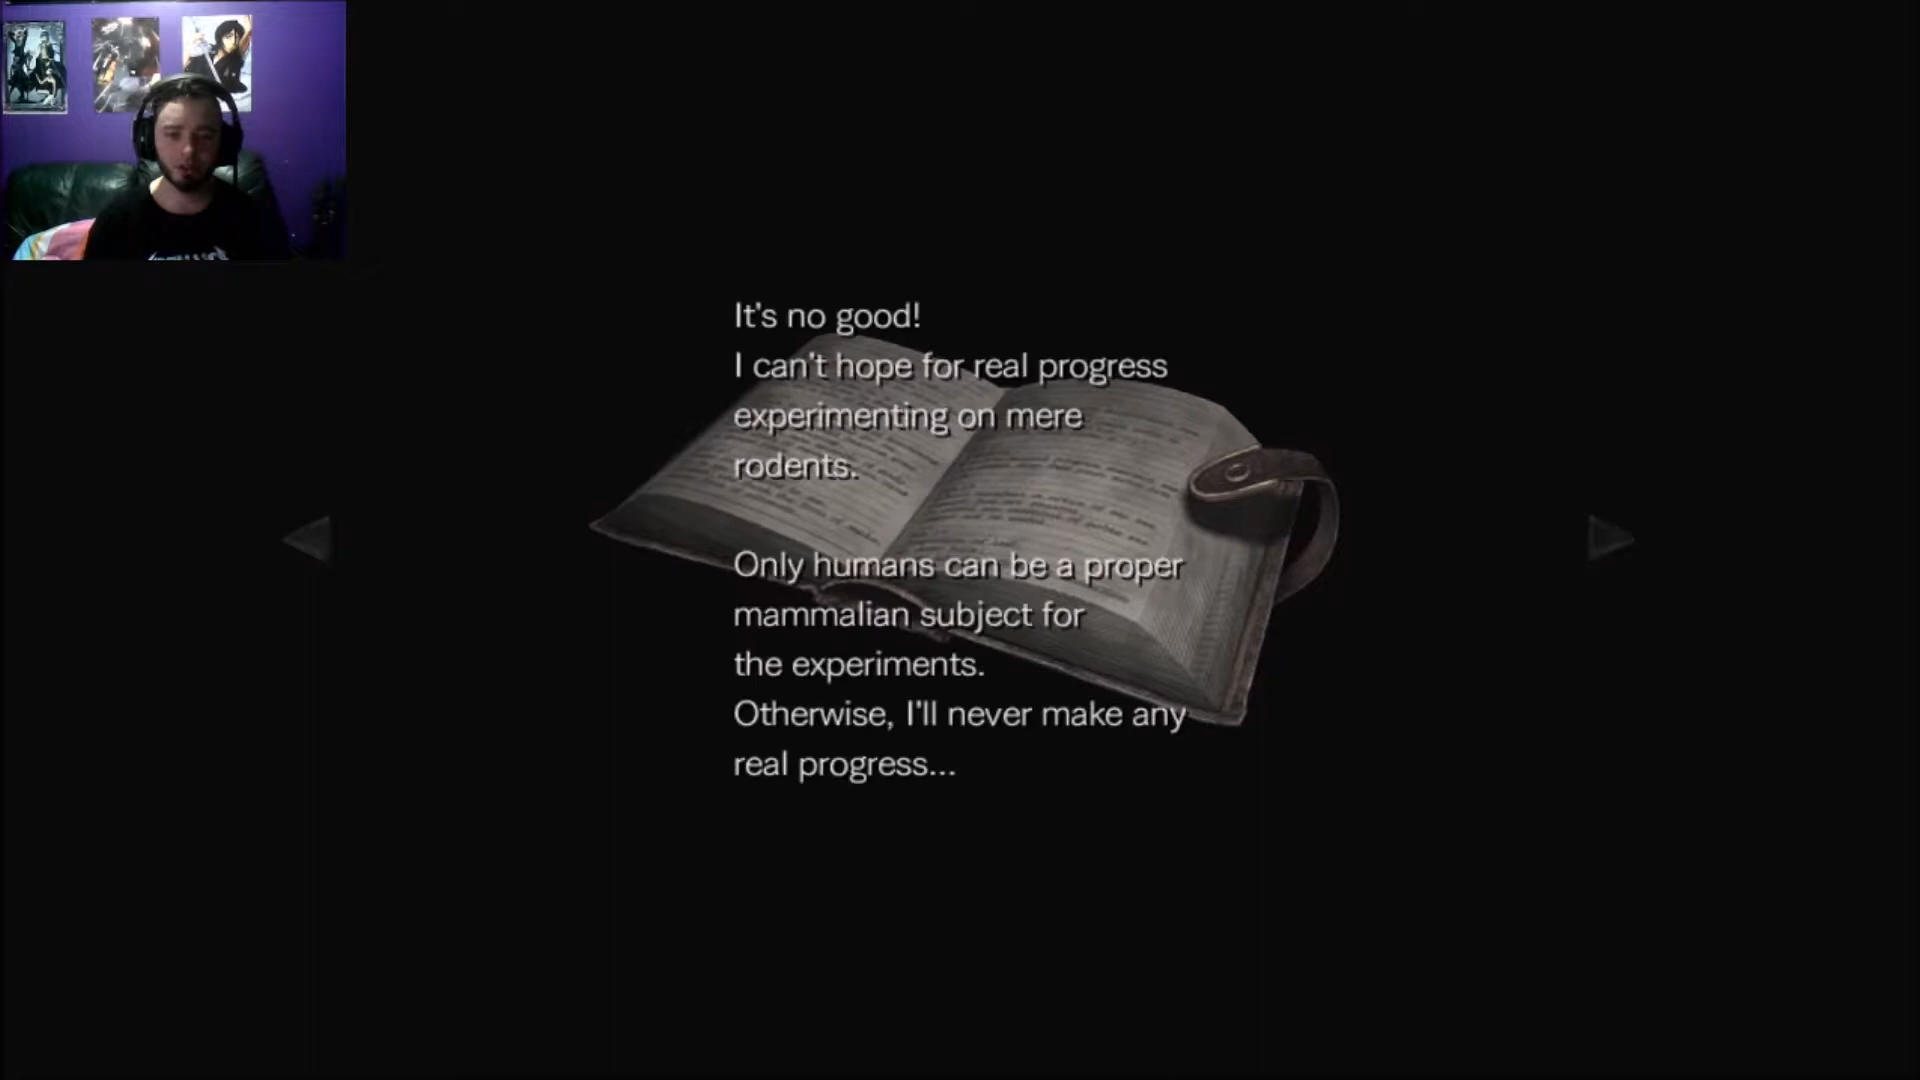 It's no good!
I can't hope for real progress
experimenting on mere
rodents.
Only humans can be a proper
mammalian subject for
the experiments.
Otherwise, I'll never make any
real progress...